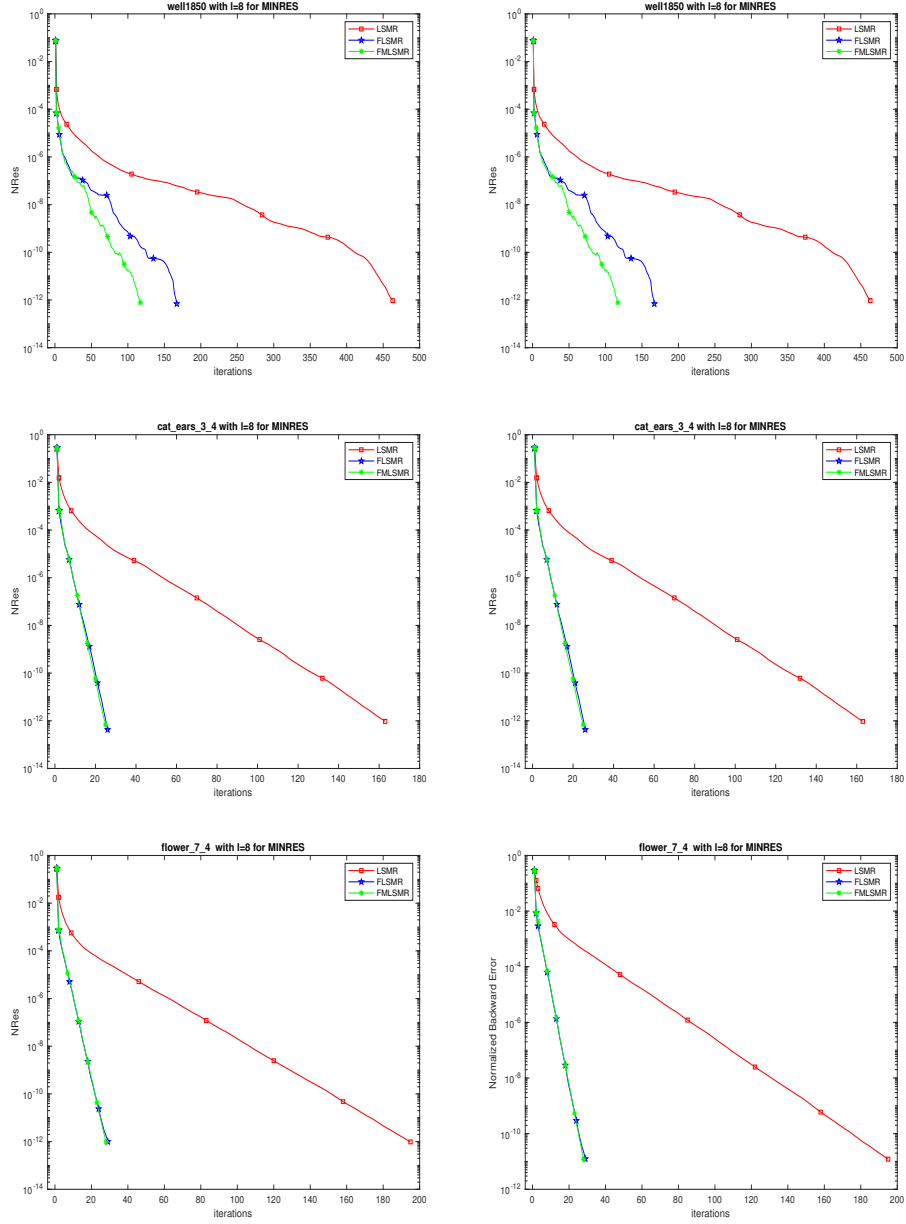 well1850 with l=8 for MINRES
LSMR
FLSMR
FMLSMR
NRes
10^0
10^-2
10^-4
10^-6
10^-8
10^-10
10^-12
10^-14
0 50 100 150 200 250 300 350 400 450 500
iterations
well1850 with l=8 for MINRES
LSMR
FLSMR
FMLSMR
NRes
10^0
10^-2
10^-4
10^-6
10^-8
10^-10
10^-12
10^-14
0 50 100 150 200 250 300 350 400 450 500
iterations
cat_ears_3_4 with l=8 for MINRES
LSMR
FLSMR
FMLSMR
NRes
10^0
10^-2
10^-4
10^-6
10^-8
10^-10
10^-12
10^-14
0 20 40 60 80 100 120 140 160 180
iterations
cat_ears_3_4 with l=8 for MINRES
LSMR
FLSMR
FMLSMR
NRes
10^0
10^-2
10^-4
10^-6
10^-8
10^-10
10^-12
10^-14
0 20 40 60 80 100 120 140 160 180
iterations
flower_7_4 with l=8 for MINRES
LSMR
FLSMR
FMLSMR
NRes
10^0
10^-2
10^-4
10^-6
10^-8
10^-10
10^-12
10^-14
0 20 40 60 80 100 120 140 160 180 200
iterations
flower_7_4 with l=8 for MINRES
LSMR
FLSMR
FMLSMR
Normalized Backward Error
10^0
10^-2
10^-4
10^-6
10^-8
10^-10
10^-12
0 20 40 60 80 100 120 140 160 180 200
iterations